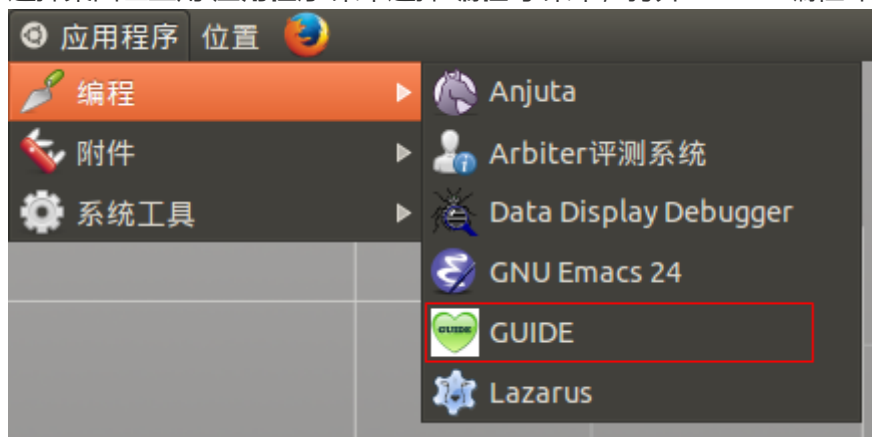 应用程序 位置
编程
附件
系统工具
Anjuta
Arbiter评测系统
Data Display Debugger
GNU Emacs 24
GUIDE
GUIDE
Lazarus